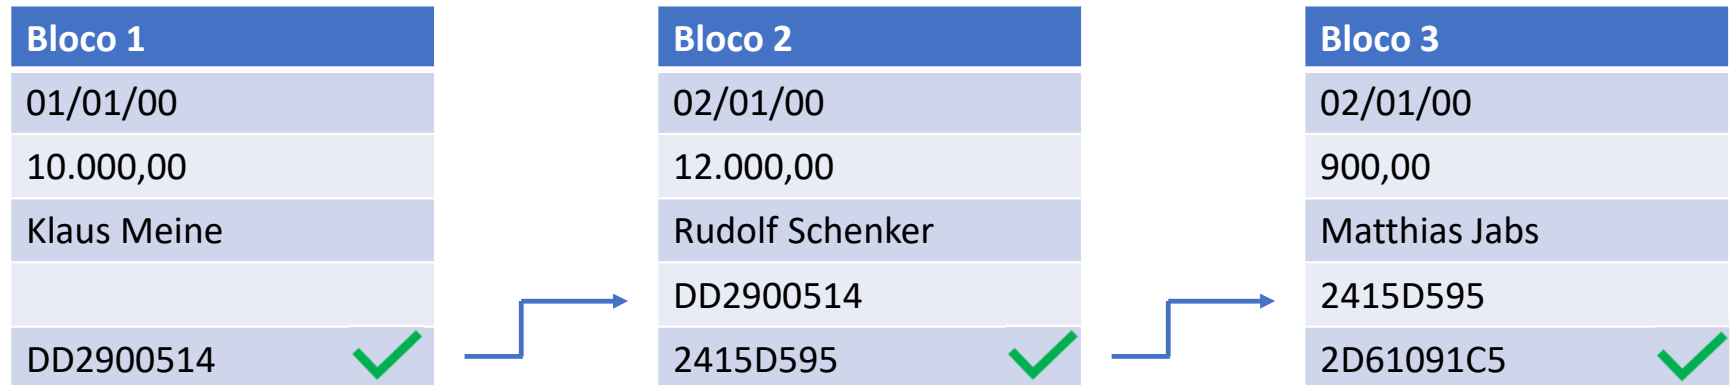 Bloco 1
01/01/00
10.000,00
Klaus Meine
DD2900514
Bloco 2
02/01/00
12.000,00
Rudolf Schenker
DD2900514
2415D595
Bloco 3
02/01/00
900,00
Matthias Jabs
2415D595
2D61091C5